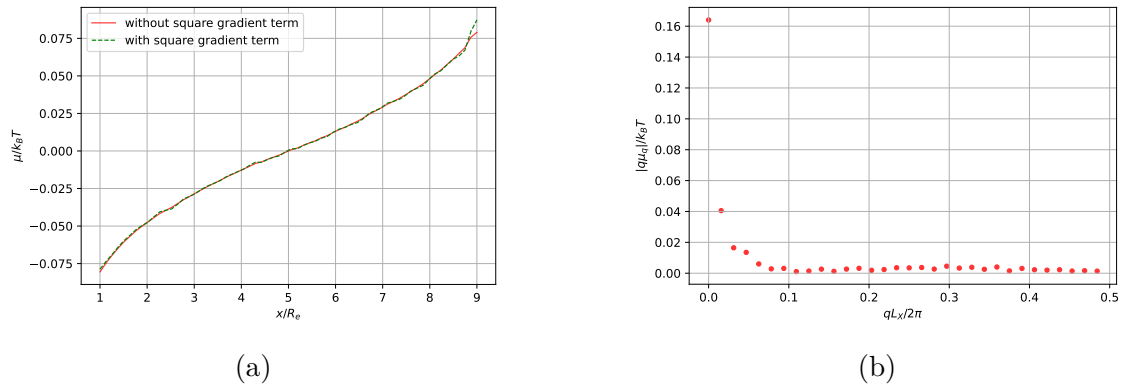 without square gradient term
with square gradient term
0.075
0.050
0.025
0.000
−0.025
−0.050
−0.075
μ/k_BT
1 2 3 4 5 6 7 8 9
x/R_e
(a)
0.16
0.14
0.12
0.10
0.08
0.06
0.04
0.02
0.00
|qμ_q|/k_BT
0.0 0.1 0.2 0.3 0.4 0.5
qL_X/2π
(b)